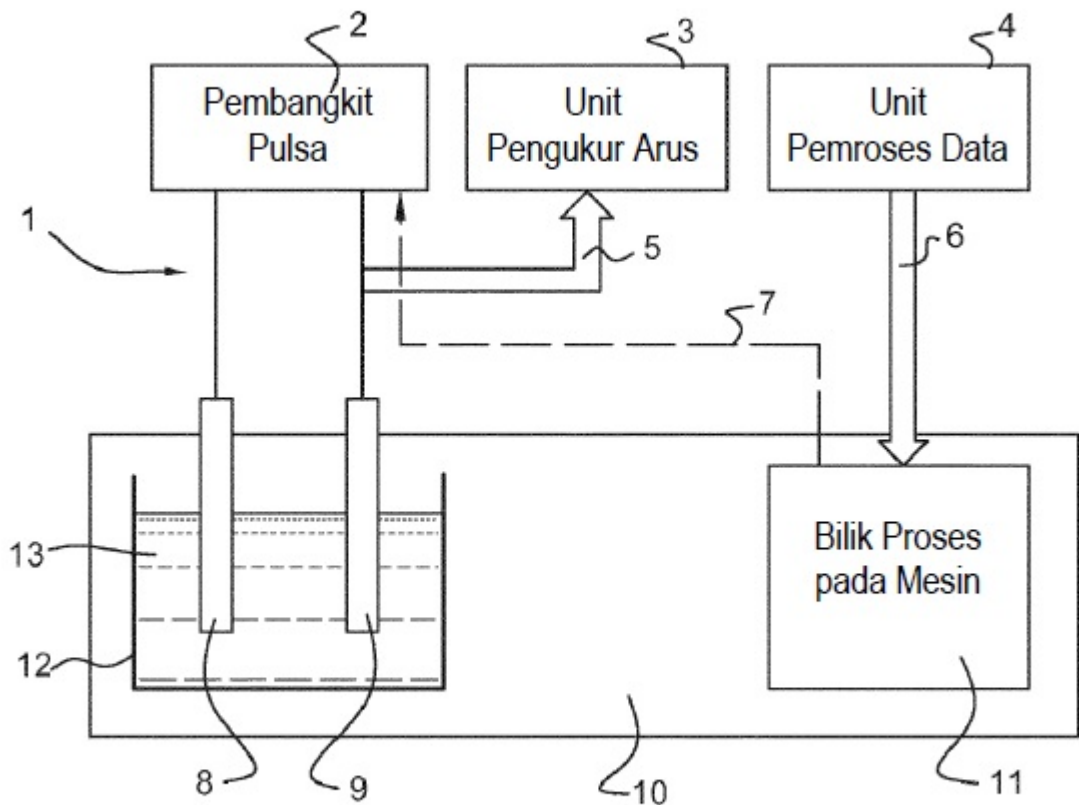 2
3
4
Pembangkit
Pulsa
Unit
Pengukur Arus
Unit
Pemroses Data
1
5
6
7
13
Bilik Proses
pada Mesin
12
8
9
10
11